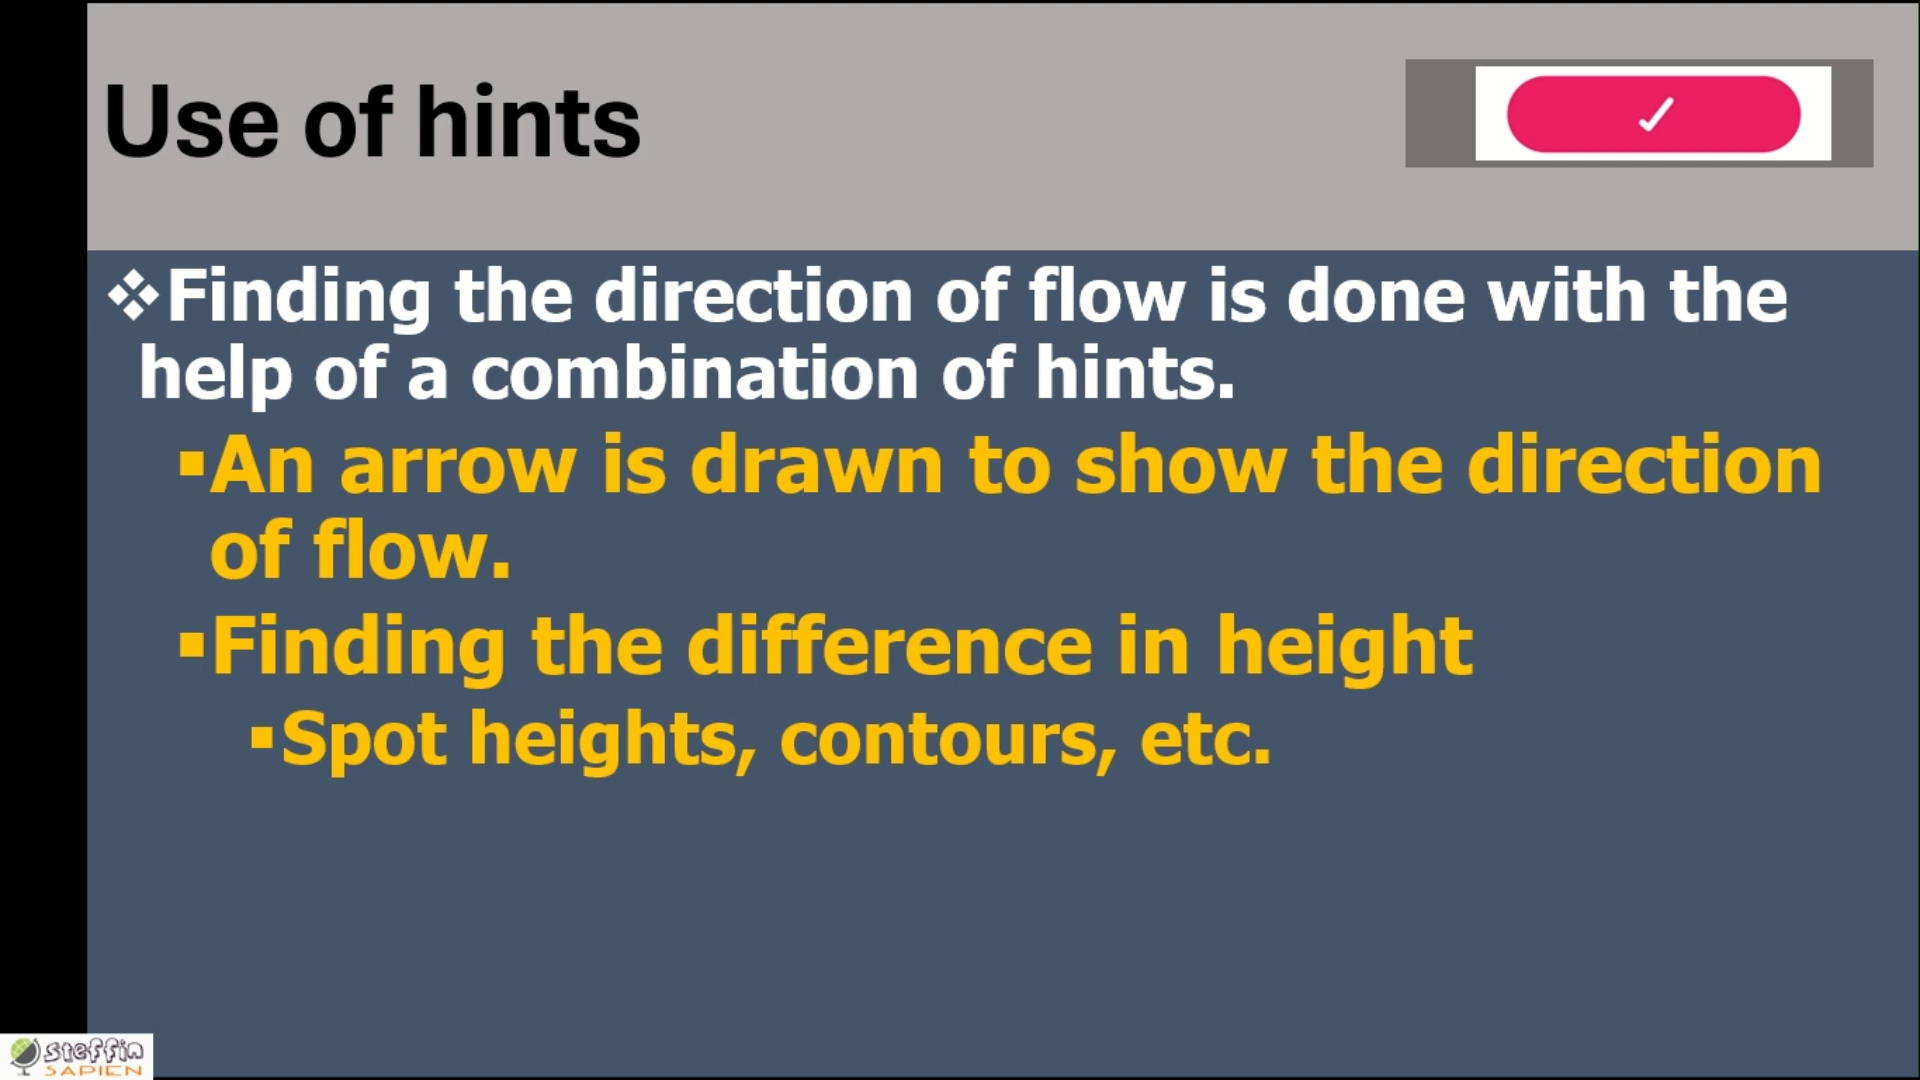 Use of hints
✓
❖Finding the direction of flow is done with the
help of a combination of hints.
▪An arrow is drawn to show the direction
of flow.
▪Finding the difference in height
▪Spot heights, contours, etc.
steffin
SAPIEN